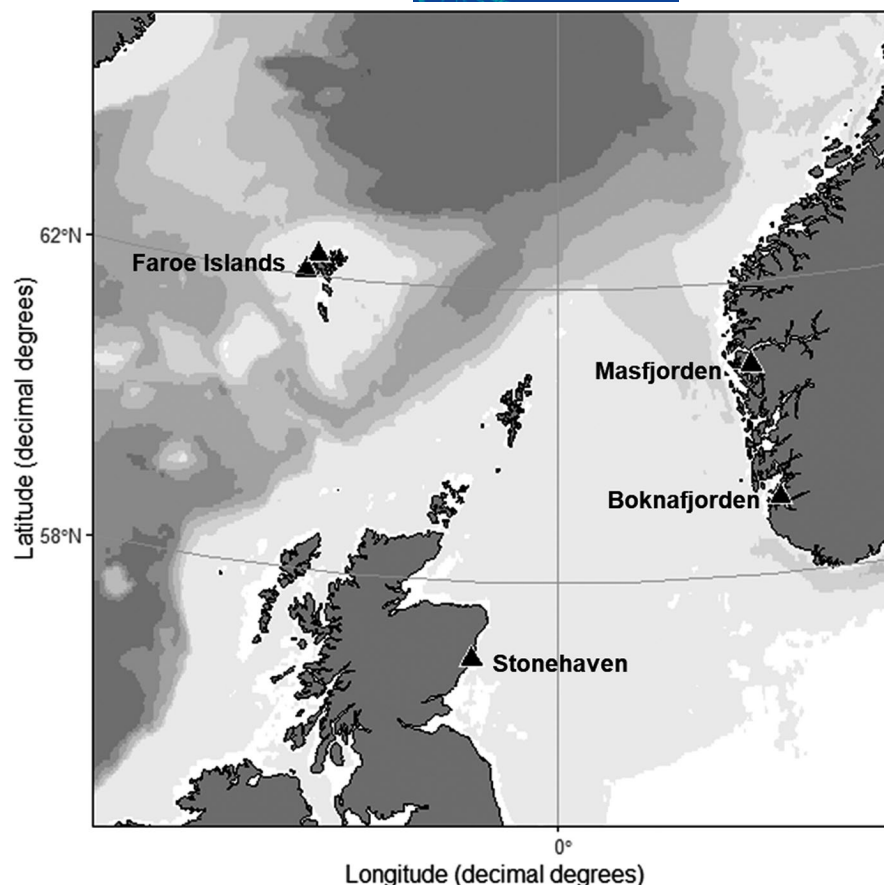 62°N
Faroe Islands
Masfjorden
Boknafjorden
58°N
Stonehaven
0°
Latitude (decimal degrees)
Longitude (decimal degrees)